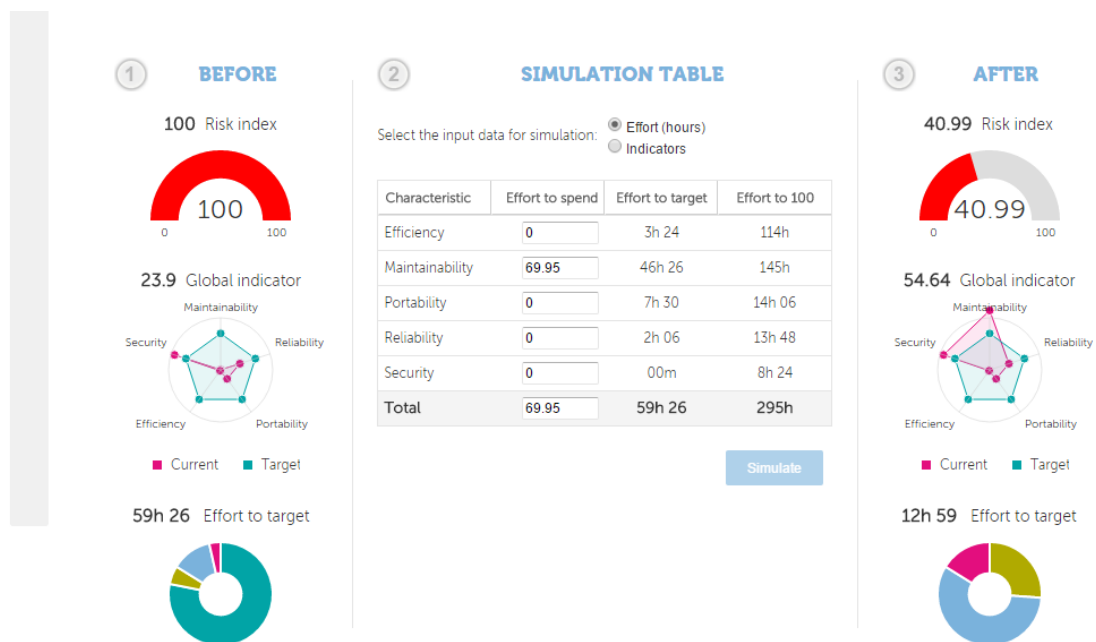 1 BEFORE
100 Risk index
100
0 100
23.9 Global indicator
Maintainability
Security Reliability
Efficiency Portability
Current Target
59h 26 Effort to target
2 SIMULATION TABLE
Select the input data for simulation: Effort (hours)
Indicators
Characteristic Effort to spend Effort to target Effort to 100
Efficiency 0 3h 24 114h
Maintainability 69.95 46h 26 145h
Portability 0 7h 30 14h 06
Reliability 0 2h 06 13h 48
Security 0 00m 8h 24
Total 69.95 59h 26 295h
Simulate
3 AFTER
40.99 Risk index
40.99
0 100
54.64 Global indicator
Maintainability
Security Reliability
Efficiency Portability
Current Target
12h 59 Effort to target